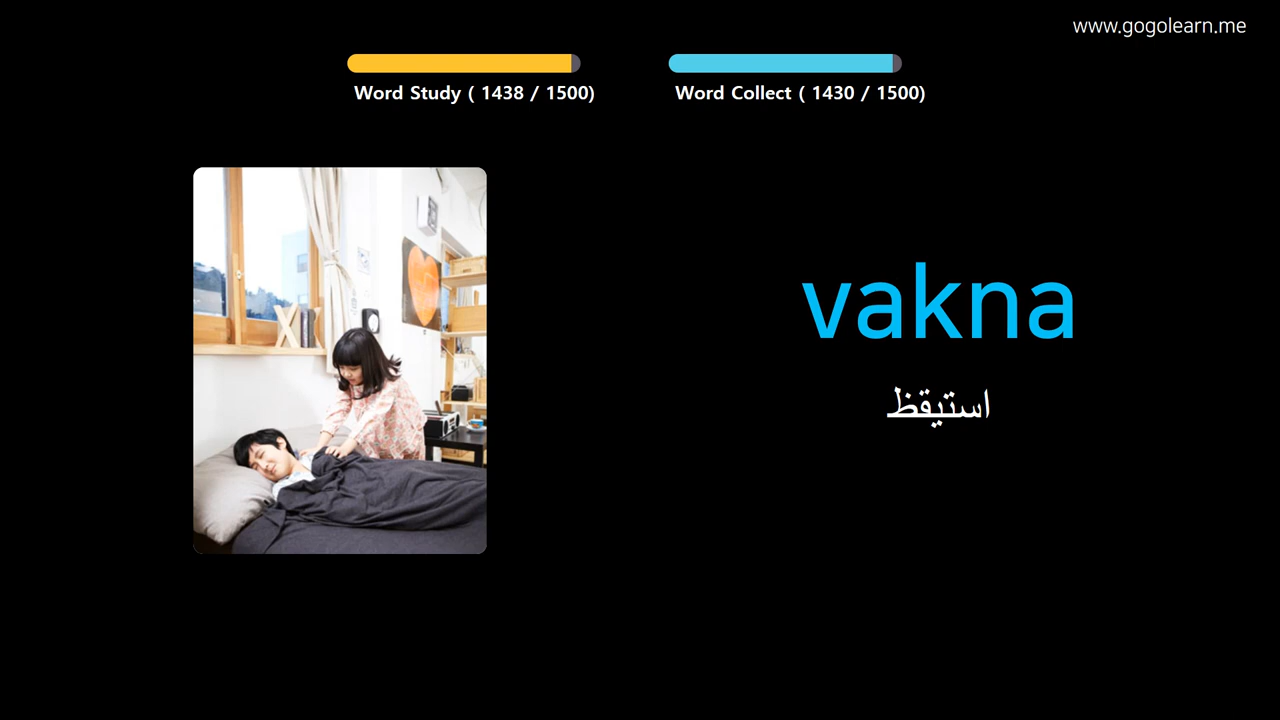 www.gogolearn.me
Word Study ( 1438 / 1500)
Word Collect ( 1430 / 1500)
vakna
استيقظ